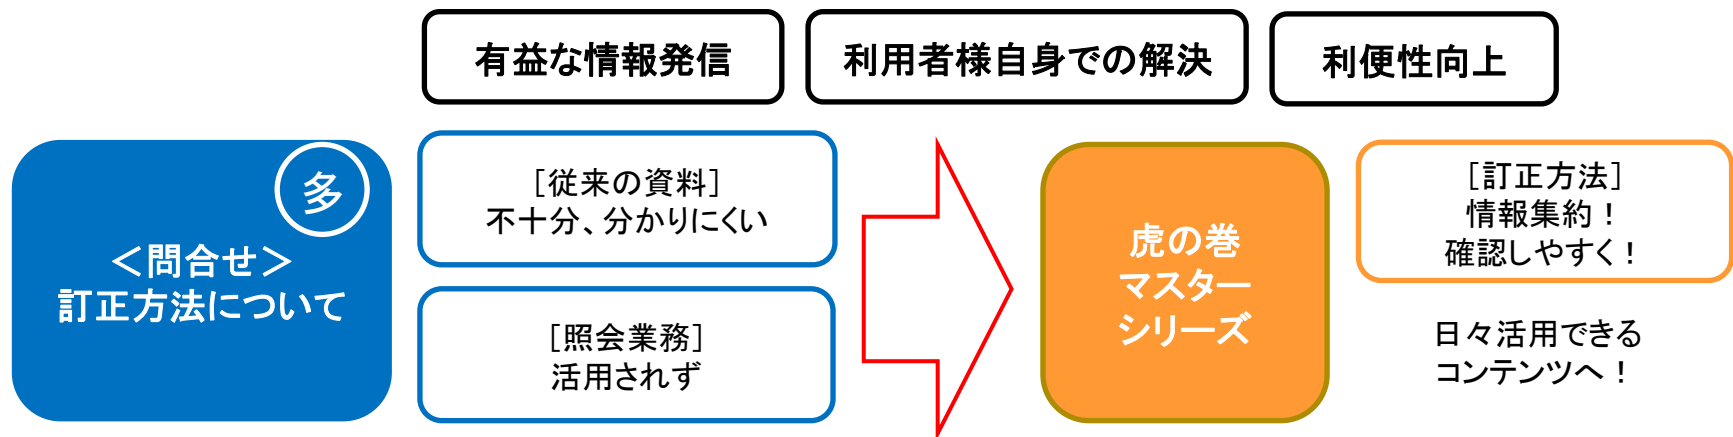 有益な情報発信
利用者様自身での解決
利便性向上
多
＜問合せ＞
訂正方法について
［従来の資料］
不十分、分かりにくい
［照会業務］
活用されず
虎の巻
マスター
シリーズ
［訂正方法］
情報集約！
確認しやすく！
日々活用できる
コンテンツへ！